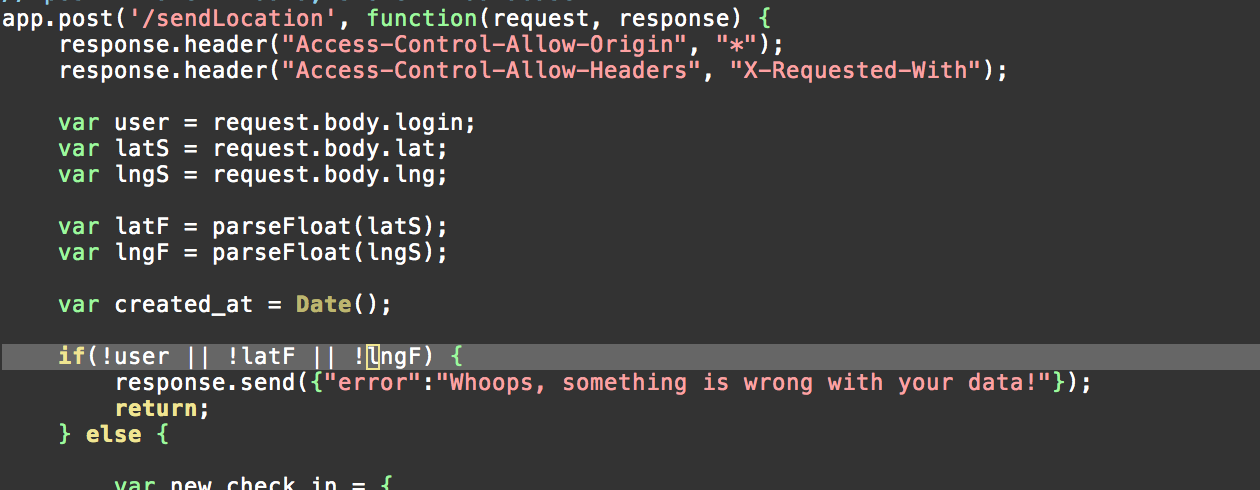 app.post('/sendLocation', function(request, response) {
    response.header("Access-Control-Allow-Origin", "*");
    response.header("Access-Control-Allow-Headers", "X-Requested-With");
    var user = request.body.login;
    var latS = request.body.lat;
    var lngS = request.body.lng;
    var latF = parseFloat(latS);
    var lngF = parseFloat(lngS);
    var created_at = Date();
    if(!user || !latF || !lngF) {
        response.send({"error":"Whoops, something is wrong with your data!"});
        return;
    } else {
        var new_check_in = {